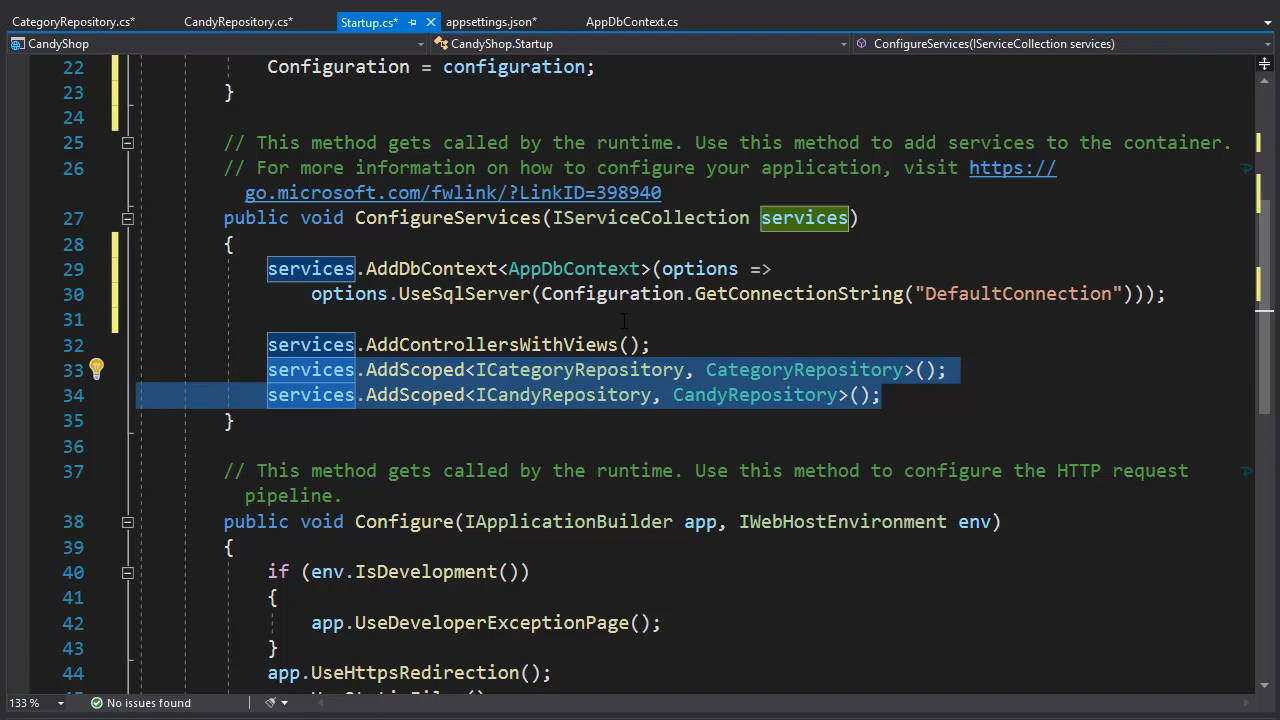 CategoryRepository.cs* CandyRepository.cs* Startup.cs* appsettings.json* AppDbContext.cs
CandyShop CandyShop.Startup ConfigureServices(IServiceCollection services)
22 Configuration = configuration;
23 }
24
25 // This method gets called by the runtime. Use this method to add services to the container.
26 // For more information on how to configure your application, visit https://
go.microsoft.com/fwlink/?LinkID=398940
27 public void ConfigureServices(IServiceCollection services)
28 {
29 services.AddDbContext<AppDbContext>(options =>
30 options.UseSqlServer(Configuration.GetConnectionString("DefaultConnection")));
31
32 services.AddControllersWithViews();
33 services.AddScoped<ICategoryRepository, CategoryRepository>();
34 services.AddScoped<ICandyRepository, CandyRepository>();
35 }
36
37 // This method gets called by the runtime. Use this method to configure the HTTP request
pipeline.
38 public void Configure(IApplicationBuilder app, IWebHostEnvironment env)
39 {
40 if (env.IsDevelopment())
41 {
42 app.UseDeveloperExceptionPage();
43 }
44 app.UseHttpsRedirection();
133 % No issues found